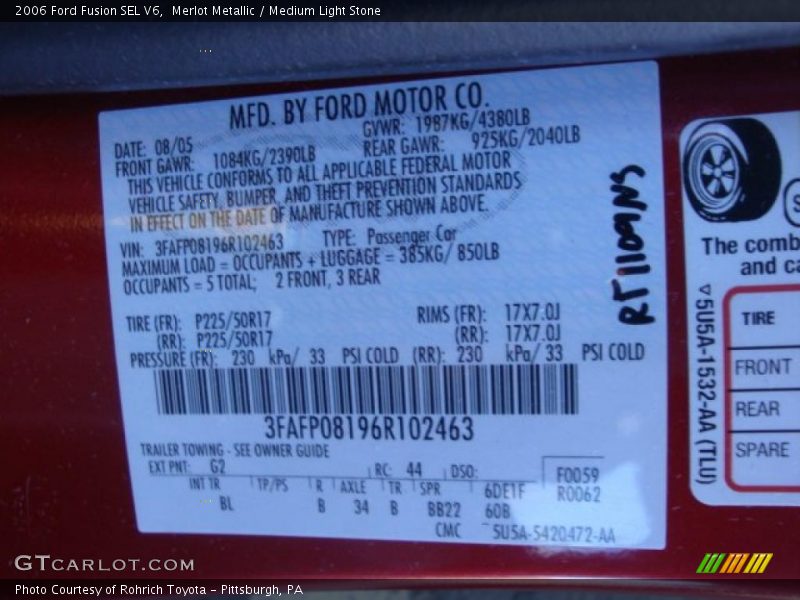 2006 Ford Fusion SEL V6, Merlot Metallic / Medium Light Stone
MFD. BY FORD MOTOR CO.
DATE: 08/05 GVWR: 1987KG/4380LB
FRONT GAWR: 1084KG/2390LB REAR GAWR: 925KG/2040LB
THIS VEHICLE CONFORMS TO ALL APPLICABLE FEDERAL MOTOR
VEHICLE SAFETY, BUMPER, AND THEFT PREVENTION STANDARDS
IN EFFECT ON THE DATE OF MANUFACTURE SHOWN ABOVE.
VIN: 3FAFP08196R102463 TYPE: Passenger Car
MAXIMUM LOAD = OCCUPANTS + LUGGAGE = 385KG/ 850LB
OCCUPANTS = 5 TOTAL; 2 FRONT, 3 REAR
TIRE (FR): P225/50R17 RIMS (FR): 17X7.0J
(RR): P225/50R17 (RR): 17X7.0J
PRESSURE (FR): 230 kPa/ 33 PSI COLD (RR): 230 kPa/ 33 PSI COLD
3FAFP08196R102463
TRAILER TOWING - SEE OWNER GUIDE
EXT PNT: G2 RC: 44 DSO: F0059
INT TR TP/PS R AXLE TR SPR 6DE1F R0062
BL B 34 B BB22 60B
CMC 5U5A-5420472-AA
RT1109NS
The comb
and ca
TIRE
FRONT
REAR
SPARE
5U5A-1532-AA (TLU)
GTCARLOT.COM
Photo Courtesy of Rohrich Toyota - Pittsburgh, PA